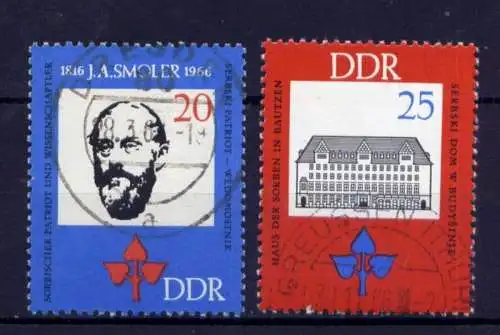 1816 J.A.SMOLER 1966
20
SORBISCHER PATRIOT UND WISSENSCHAFTLER
SERBSKI PATRIOT – WĚDOMOSTNIK
DDR
DDR
25
HAUS DER SORBEN IN BAUTZEN
SERBSKI DOM W BUDYŠINJE